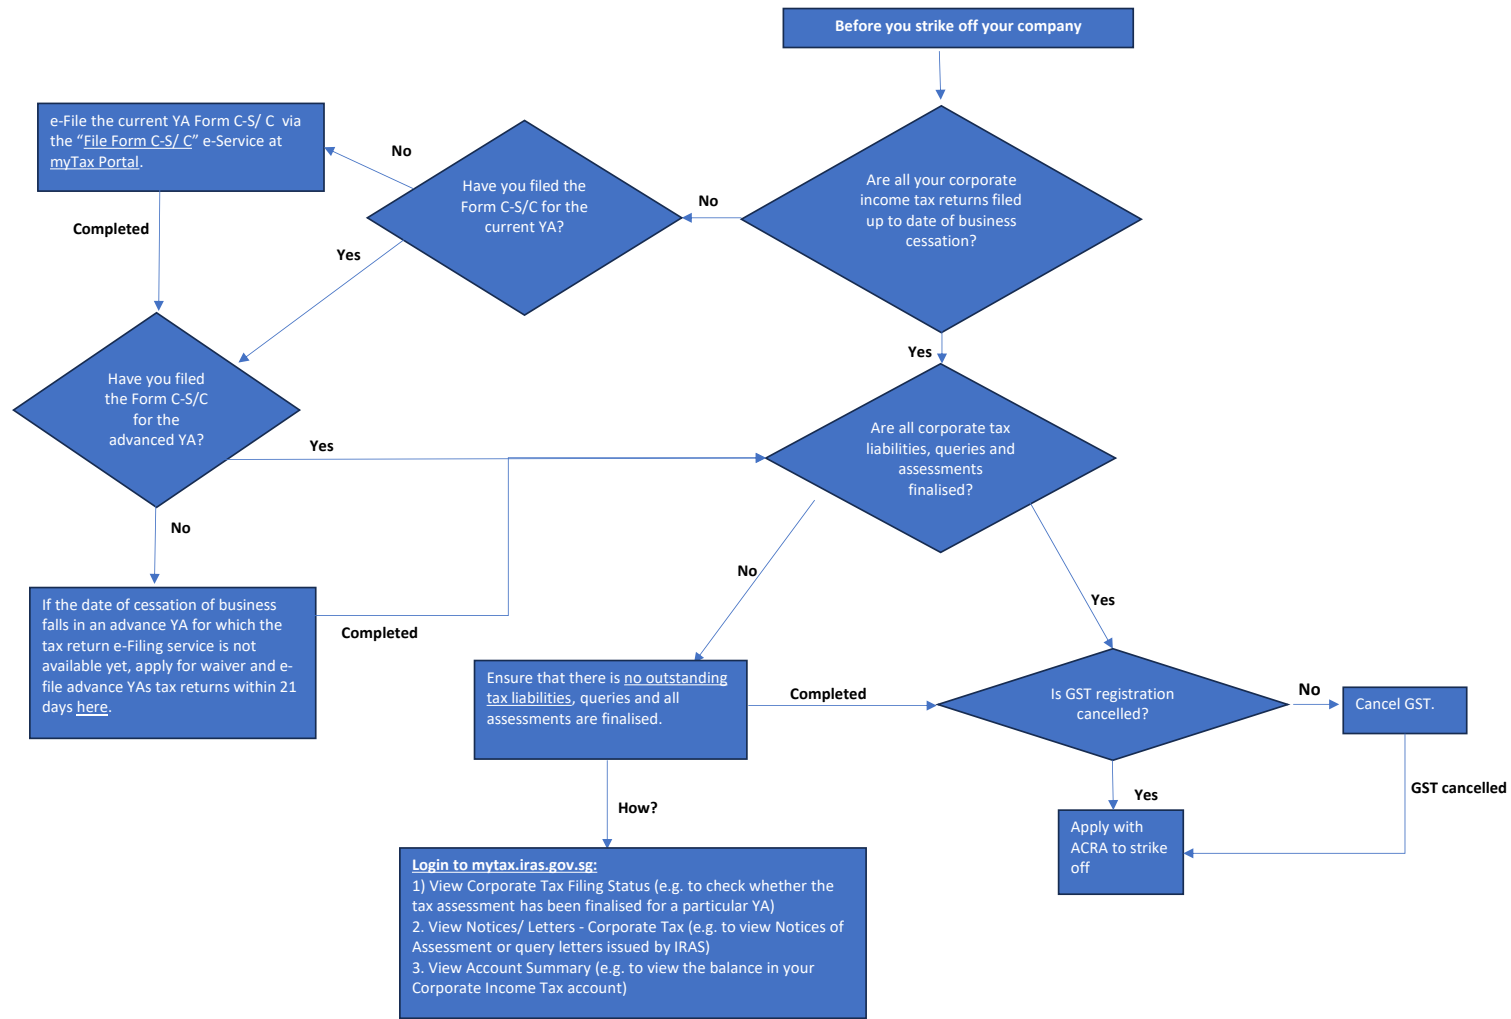 Before you strike off your company
e-File the current YA Form C-S/ C  via
the “File Form C-S/ C” e-Service at
myTax Portal.
No
Have you filed the
Form C-S/C for the
current YA?
No
Are all your corporate
income tax returns filed
up to date of business
cessation?
Completed
Yes
Yes
Have you filed
the Form C-S/C
for the
advanced YA?
Yes
Are all corporate tax
liabilities, queries and
assessments
finalised?
No
No
Yes
If the date of cessation of business
falls in an advance YA for which the
tax return e-Filing service is not
available yet, apply for waiver and e-
file advance YAs tax returns within 21
days here.
Completed
Ensure that there is no outstanding
tax liabilities, queries and all
assessments are finalised.
Completed
Is GST registration
cancelled?
No
Cancel GST.
How?
Yes
GST cancelled
Apply with
ACRA to strike
off
Login to mytax.iras.gov.sg:
1) View Corporate Tax Filing Status (e.g. to check whether the
tax assessment has been finalised for a particular YA)
2. View Notices/ Letters - Corporate Tax (e.g. to view Notices of
Assessment or query letters issued by IRAS)
3. View Account Summary (e.g. to view the balance in your
Corporate Income Tax account)